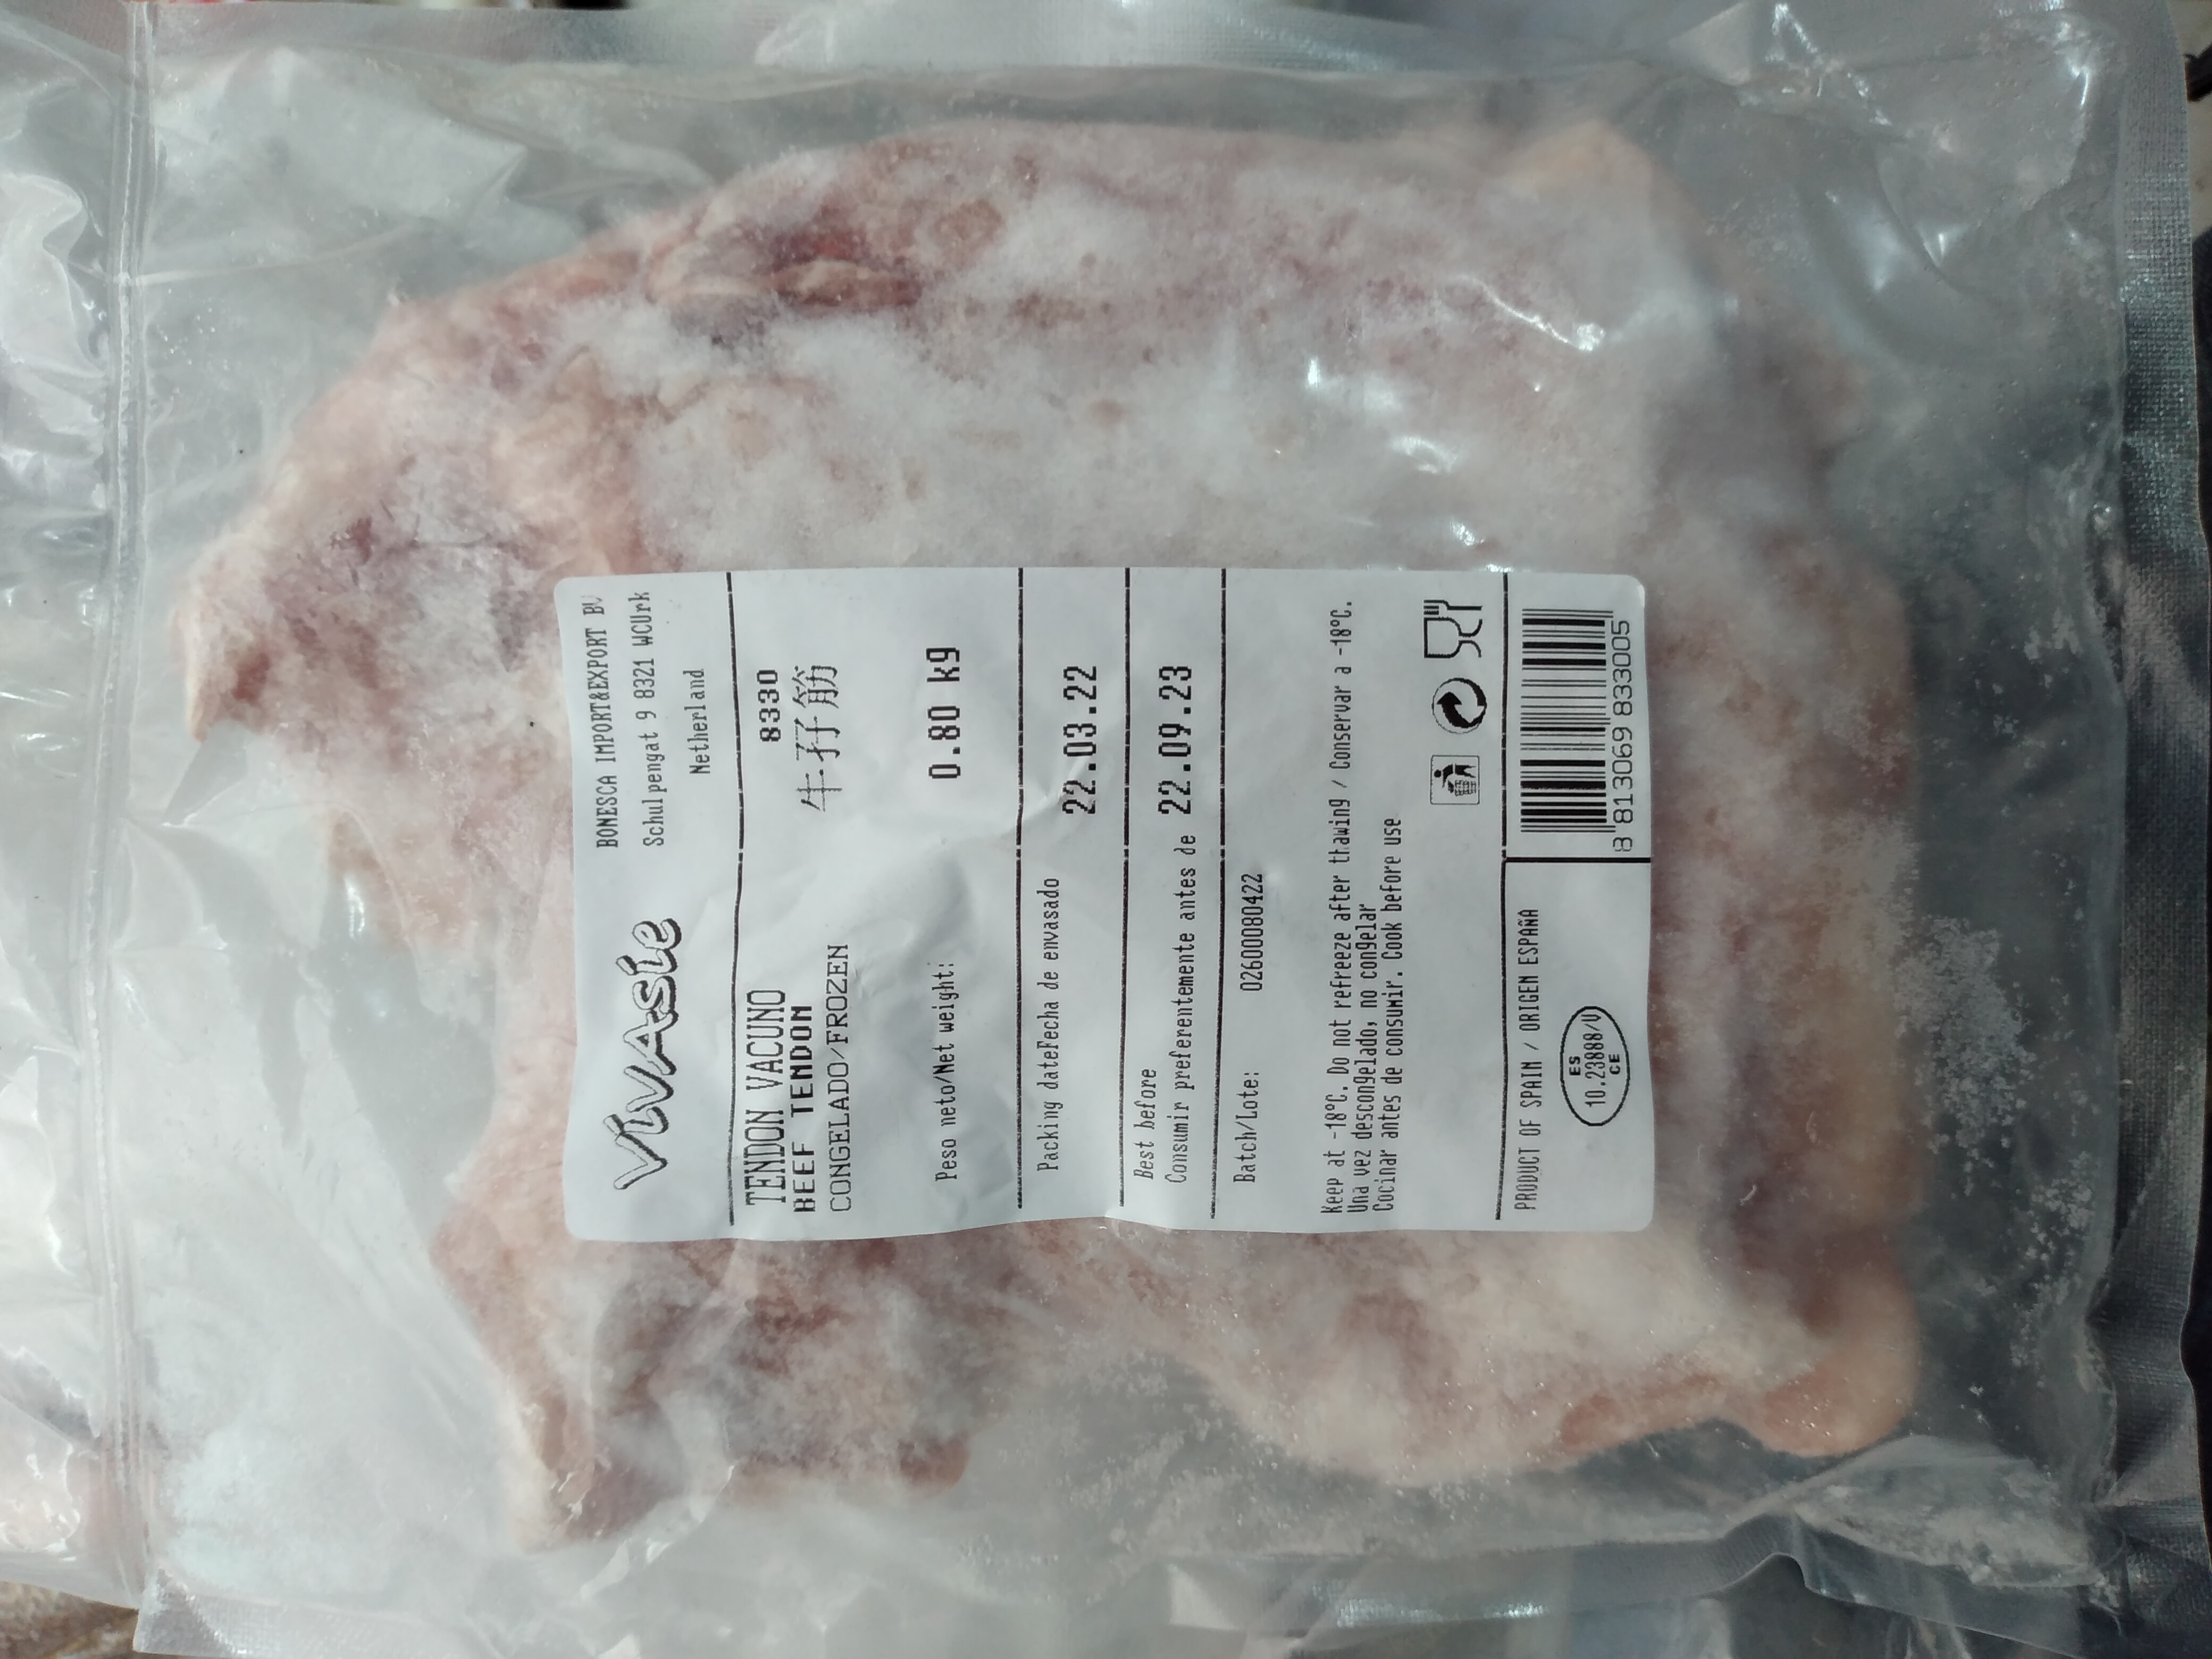 VivAsie
BONESCA IMPORT&EXPORT BV
Schulpengat 9 8321 WCUrk
Netherland
TENDON VACUNO
BEEF TENDON
CONGELADO/FROZEN
8330
牛孖筋
Peso neto/Net weight:
0.80 kg
Packing dateFecha de envasado
22.03.22
Best before
Consumir preferentemente antes de
22.09.23
Batch/Lote: 02600080422
Keep at -18°C. Do not refreeze after thawing / Conservar a -18°C.
Una vez descongelado, no congelar
Cocinar antes de consumir. Cook before use
PRODUCT OF SPAIN / ORIGEN ESPAÑA
ES
10.23888/V
CE
8 813069 833005